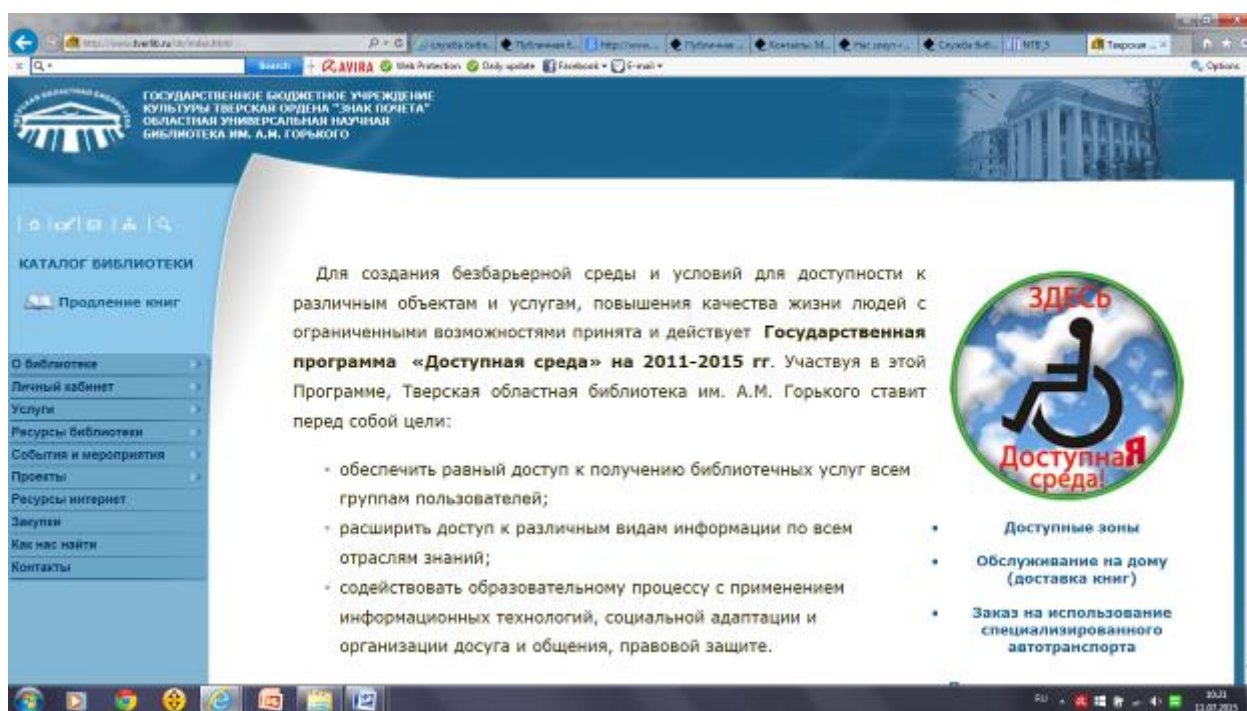 AVIRA Web Protection Daily update Facebook E-mail
Options
ГОСУДАРСТВЕННОЕ БЮДЖЕТНОЕ УЧРЕЖДЕНИЕ
КУЛЬТУРЫ ТВЕРСКАЯ ОРДЕНА "ЗНАК ПОЧЕТА"
ОБЛАСТНАЯ УНИВЕРСАЛЬНАЯ НАУЧНАЯ
БИБЛИОТЕКА ИМ. А.М. ГОРЬКОГО
КАТАЛОГ БИБЛИОТЕКИ
Продление книг
О библиотеке
Личный кабинет
Услуги
Ресурсы библиотеки
События и мероприятия
Проекты
Ресурсы интернет
Закупки
Как нас найти
Контакты
Для создания безбарьерной среды и условий для доступности к
различным объектам и услугам, повышения качества жизни людей с
ограниченными возможностями принята и действует Государственная
программа «Доступная среда» на 2011-2015 гг. Участвуя в этой
Программе, Тверская областная библиотека им. А.М. Горького ставит
перед собой цели:
◦ обеспечить равный доступ к получению библиотечных услуг всем
группам пользователей;
◦ расширить доступ к различным видам информации по всем
отраслям знаний;
◦ содействовать образовательному процессу с применением
информационных технологий, социальной адаптации и
организации досуга и общения, правовой защите.
ЗДЕСЬ
ДоступнаЯ
среда!
• Доступные зоны
• Обслуживание на дому
(доставка книг)
• Заказ на использование
специализированного
автотранспорта
RU
10:21
11.07.2015